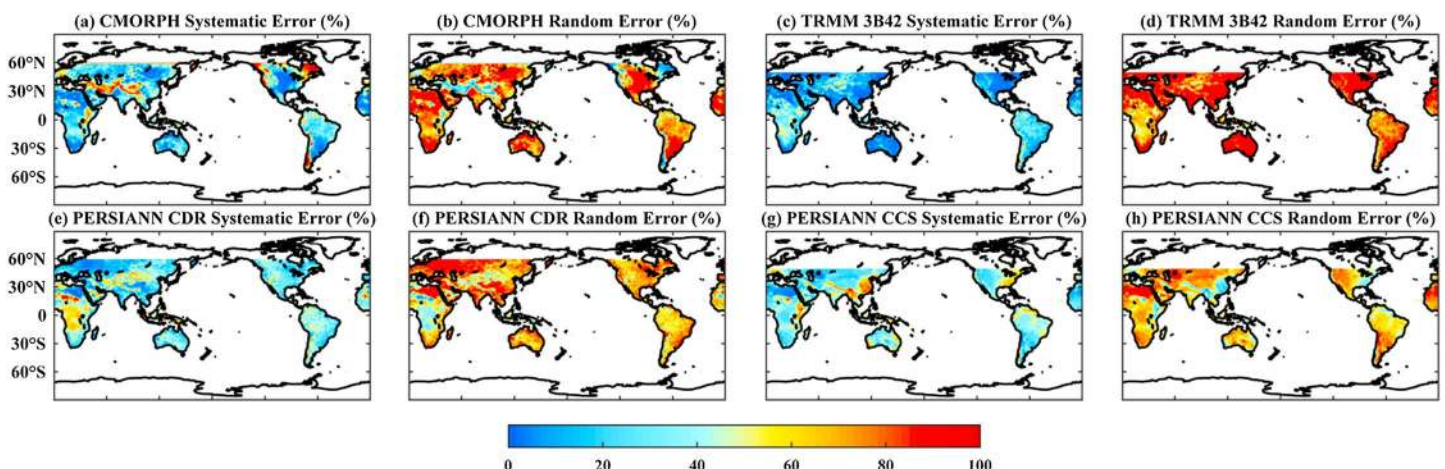 (a) CMORPH Systematic Error (%)
(b) CMORPH Random Error (%)
(c) TRMM 3B42 Systematic Error (%)
(d) TRMM 3B42 Random Error (%)
60°N
30°N
0
30°S
60°S
(e) PERSIANN CDR Systematic Error (%)
(f) PERSIANN CDR Random Error (%)
(g) PERSIANN CCS Systematic Error (%)
(h) PERSIANN CCS Random Error (%)
60°N
30°N
0
30°S
60°S
0 20 40 60 80 100